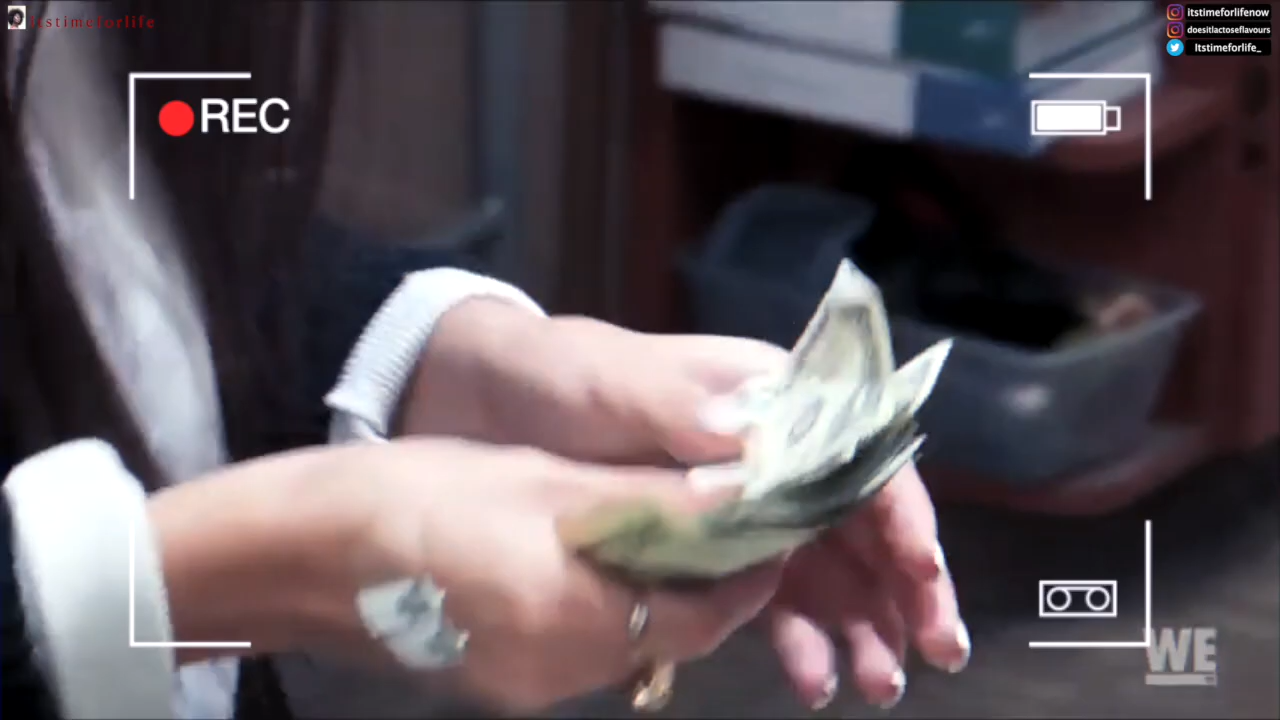 Itstimeforlife
itstimeforlifenow
doesitlactoseflavours
Itstimeforlife_
REC
WE